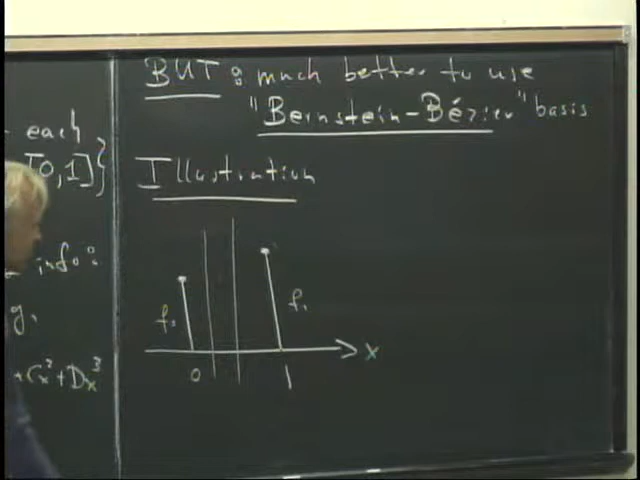 BUT : much better to use
"Bernstein-Bézier" basis
each
[0,1]}
Illustration
info:
g.
f₀
f₁
x
0
1
+Cx²+Dx³